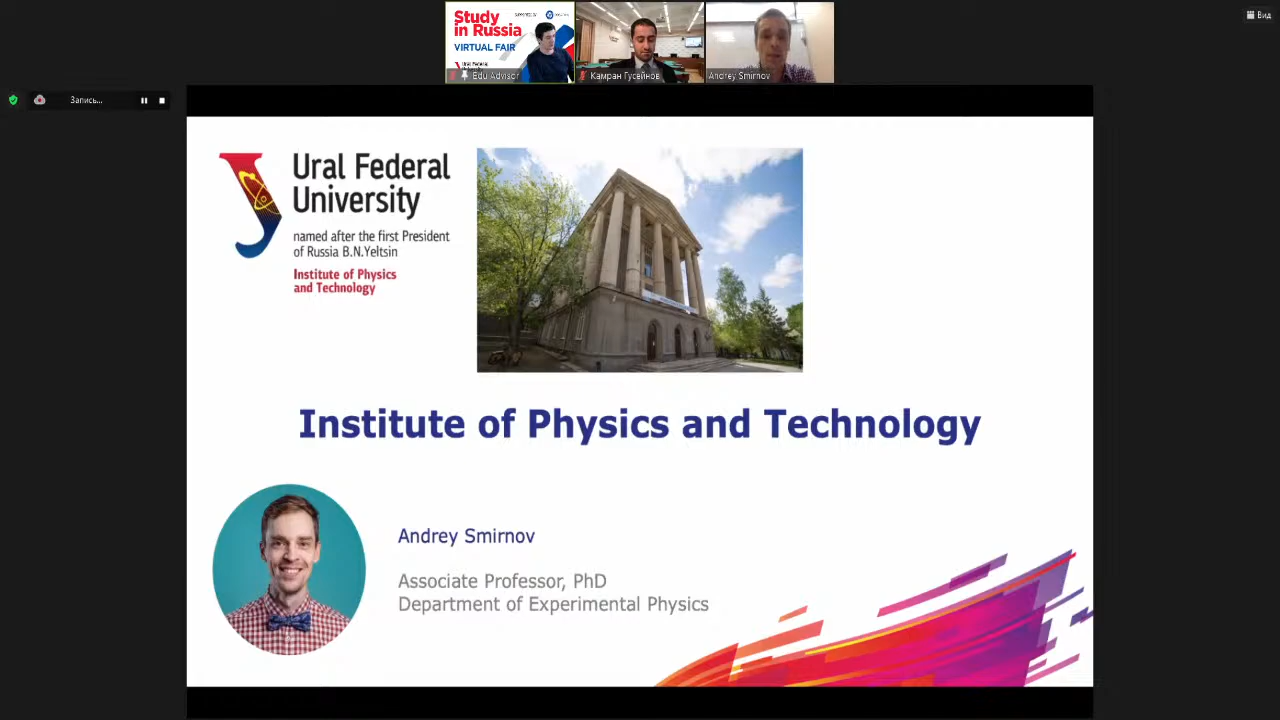 Study
in Russia
VIRTUAL FAIR
Ural Federal
Edu Advisor
Камран Гусейнов
Andrey Smirnov
Вид
Запись...
Ural Federal
University
named after the first President
of Russia B.N.Yeltsin
Institute of Physics
and Technology
Institute of Physics and Technology
Andrey Smirnov
Associate Professor, PhD
Department of Experimental Physics